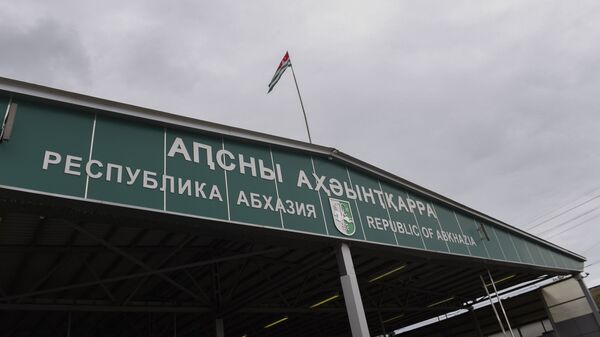 АԤСНЫ АҲӘЫНҬҚАРРА
РЕСПУБЛИКА АБХАЗИЯ
REPUBLIC OF ABKHAZIA